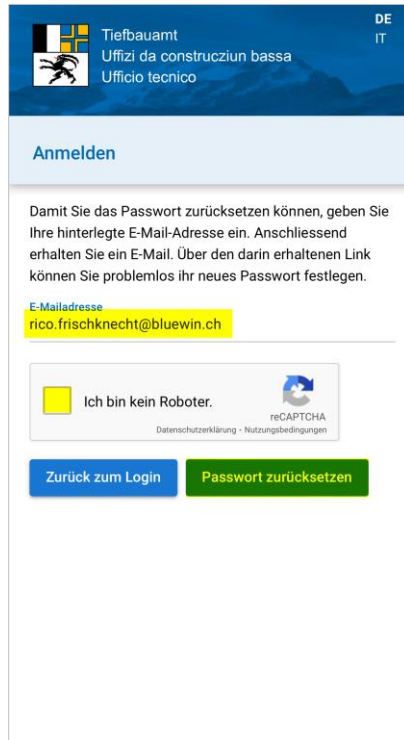 Tiefbauamt
Uffizi da construcziun bassa
Ufficio tecnico
DE
IT
Anmelden
Damit Sie das Passwort zurücksetzen können, geben Sie
Ihre hinterlegte E-Mail-Adresse ein. Anschliessend
erhalten Sie ein E-Mail. Über den darin erhaltenen Link
können Sie problemlos ihr neues Passwort festlegen.
E-Mailadresse
rico.frischknecht@bluewin.ch
Ich bin kein Roboter.
reCAPTCHA
Datenschutzerklärung - Nutzungsbedingungen
Zurück zum Login
Passwort zurücksetzen